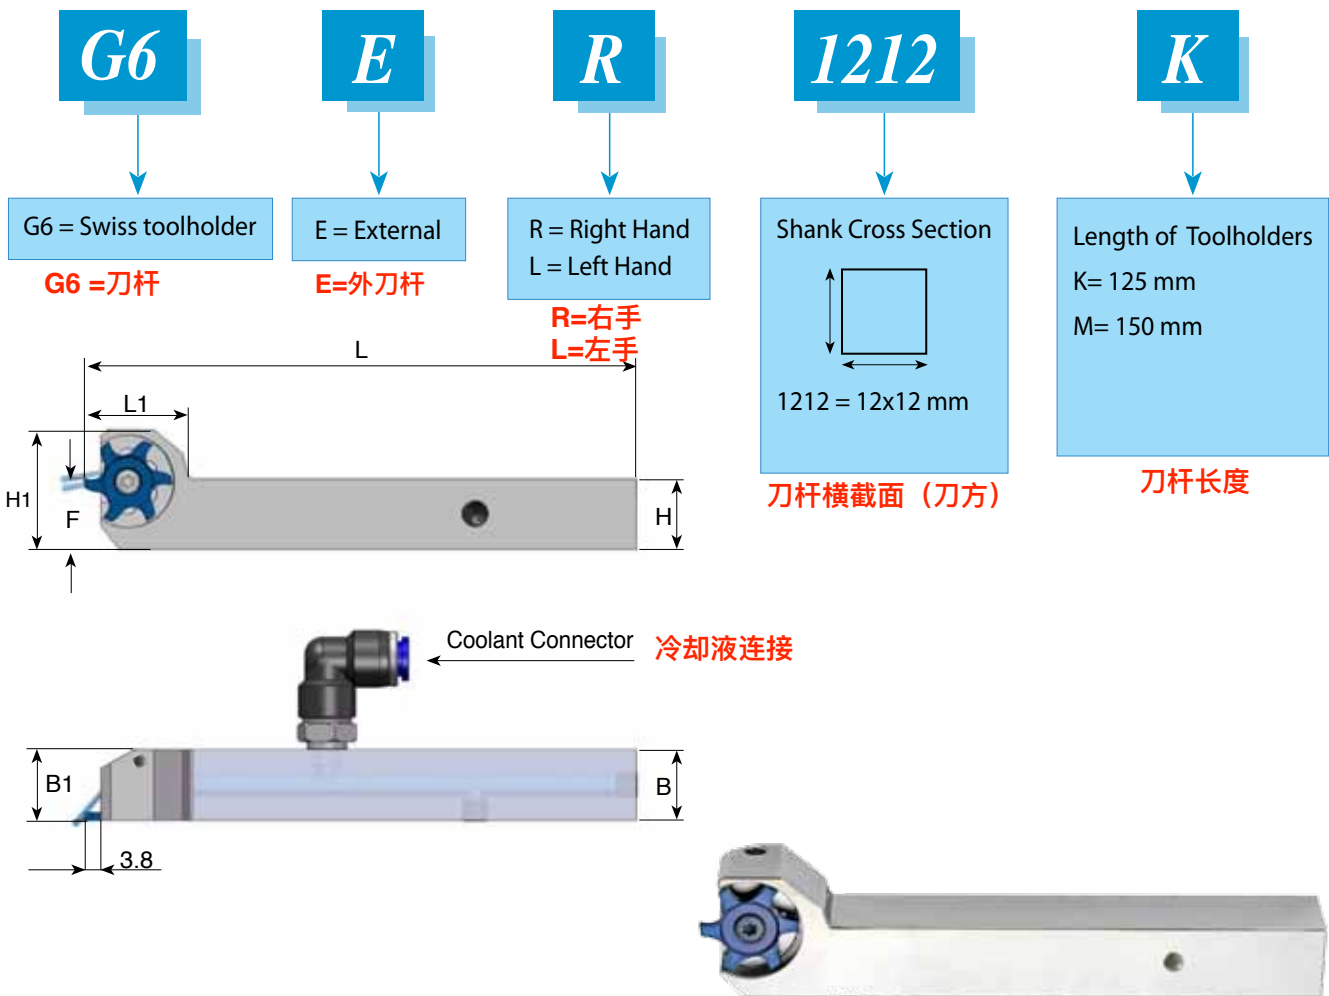 G6 E R 1212 K
G6 = Swiss toolholder
G6 =刀杆
E = External
E=外刀杆
R = Right Hand
L = Left Hand
R=右手
L=左手
Shank Cross Section
1212 = 12x12 mm
刀杆横截面（刀方）
Length of Toolholders
K= 125 mm
M= 150 mm
刀杆长度
L
L1
H1
F
H
Coolant Connector
冷却液连接
B1
B
3.8